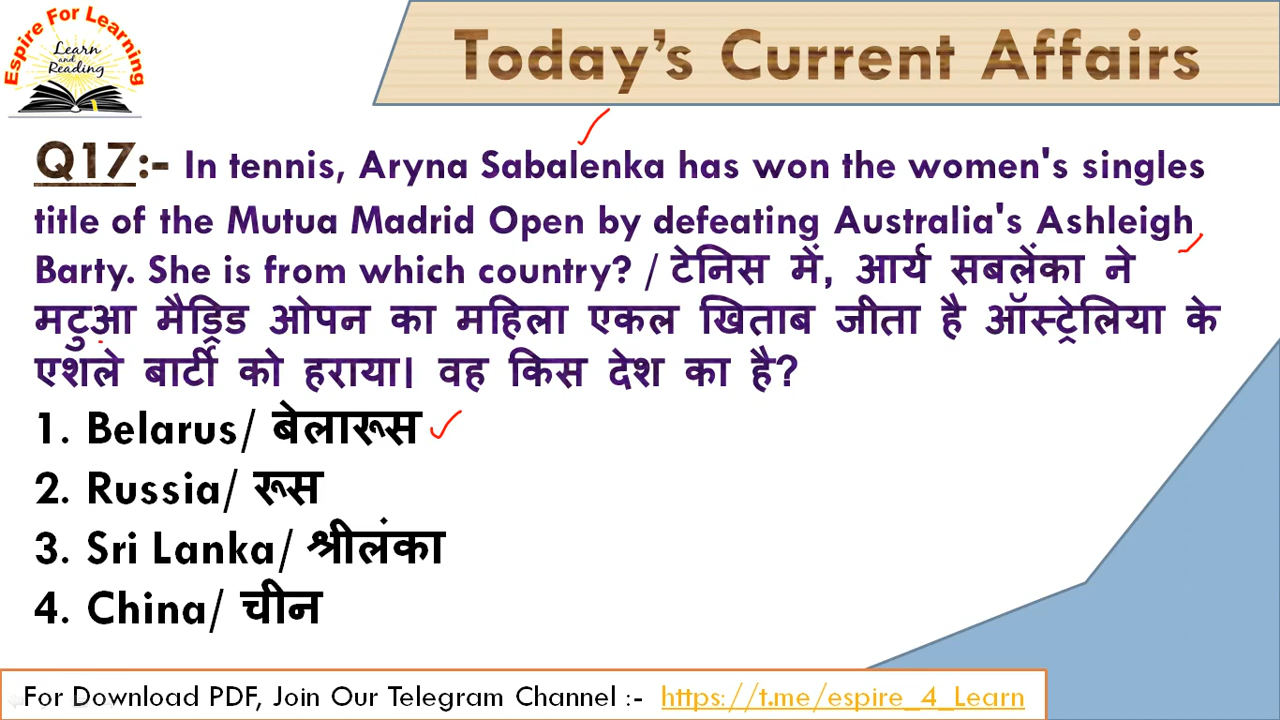 Espire For Learning
Learn
and
Reading
Today's Current Affairs
Q17:- In tennis, Aryna Sabalenka has won the women's singles
title of the Mutua Madrid Open by defeating Australia's Ashleigh
Barty. She is from which country? / टेनिस में, आर्य सबलेंका ने
मटुआ मैड्रिड ओपन का महिला एकल खिताब जीता है ऑस्ट्रेलिया के
एशले बार्टी को हराया। वह किस देश का है?
1. Belarus/ बेलारूस
2. Russia/ रूस
3. Sri Lanka/ श्रीलंका
4. China/ चीन
For Download PDF, Join Our Telegram Channel :- https://t.me/espire_4_Learn